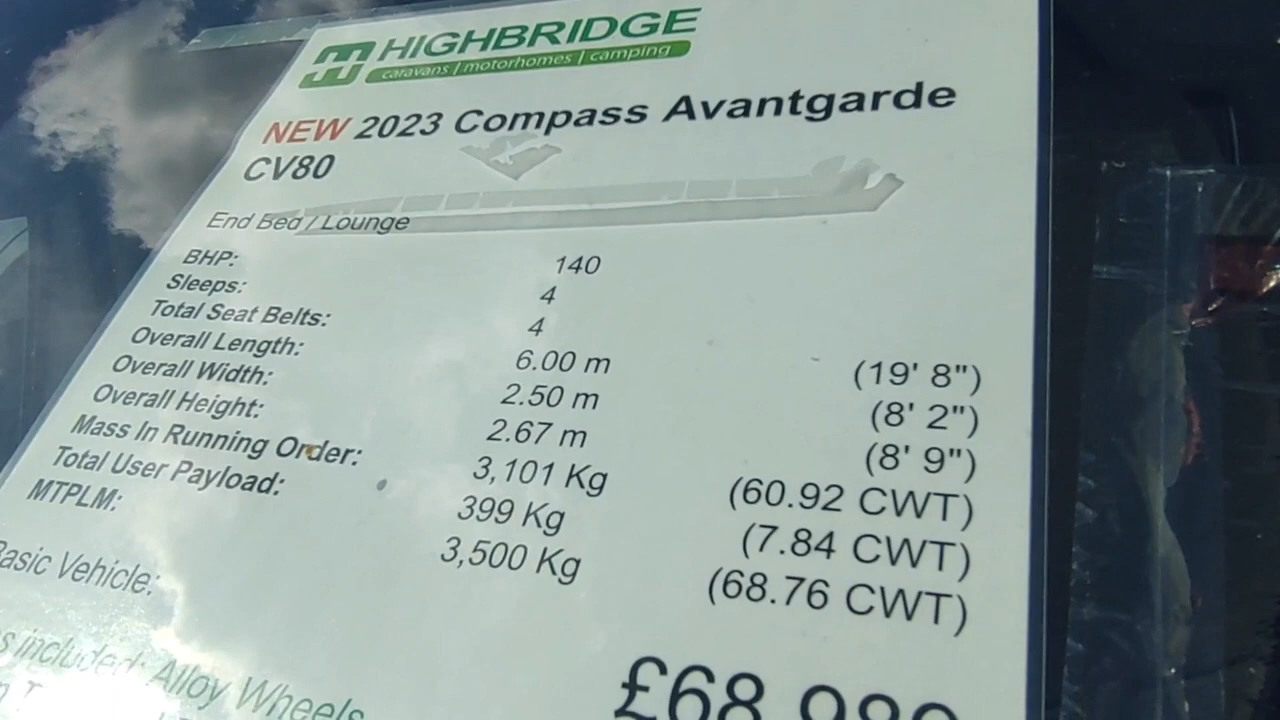 HIGHBRIDGE
caravans | motorhomes | camping
NEW 2023 Compass Avantgarde
CV80
End Bed / Lounge
BHP: 140
Sleeps: 4
Total Seat Belts: 4
Overall Length: 6.00 m (19' 8")
Overall Width: 2.50 m (8' 2")
Overall Height: 2.67 m (8' 9")
Mass In Running Order: 3,101 Kg (60.92 CWT)
Total User Payload: 399 Kg (7.84 CWT)
MTPLM: 3,500 Kg (68.76 CWT)
Basic Vehicle:
included: Alloy Wheels